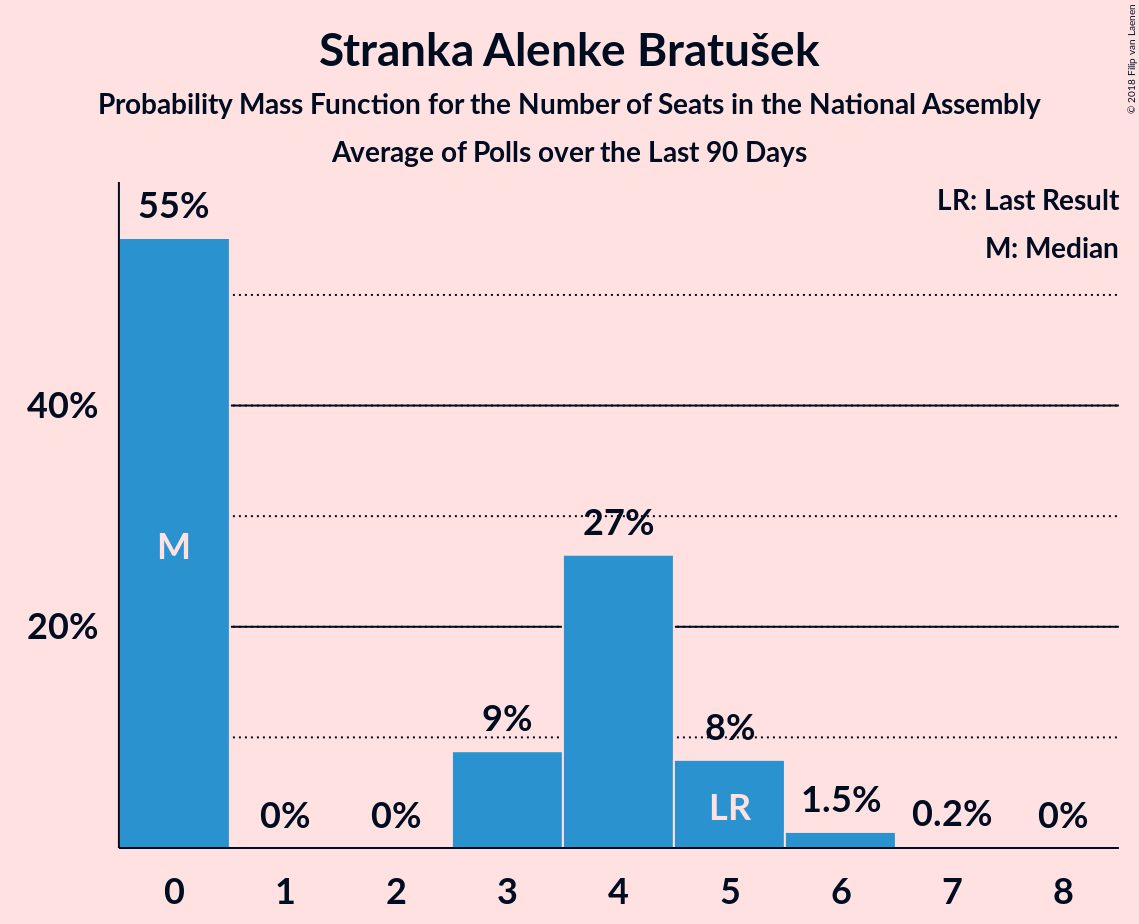 Stranka Alenke Bratušek
Probability Mass Function for the Number of Seats in the National Assembly
Average of Polls over the Last 90 Days
© 2018 Filip van Laenen
LR: Last Result
M: Median
55%
40%
20%
M
0%
0%
9%
27%
8%
LR
1.5%
0.2%
0%
0 1 2 3 4 5 6 7 8